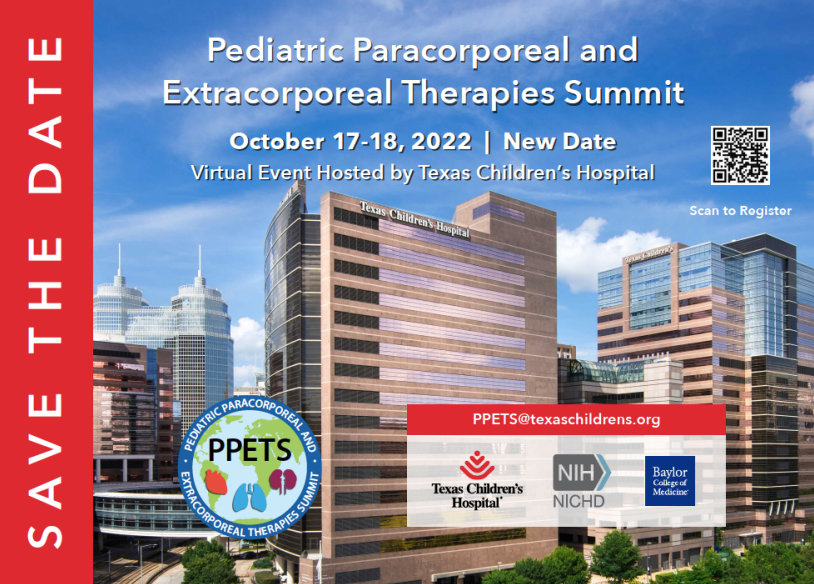 SAVE THE DATE
Pediatric Paracorporeal and
Extracorporeal Therapies Summit
October 17-18, 2022 | New Date
Virtual Event Hosted by Texas Children's Hospital
Scan to Register
Texas Children's Hospital
Texas Children's
PEDIATRIC PARACORPOREAL AND
PPETS
EXTRACORPOREAL THERAPIES SUMMIT
PPETS@texaschildrens.org
Texas Children's
Hospital®
NIH
NICHD
Baylor
College of
Medicine®